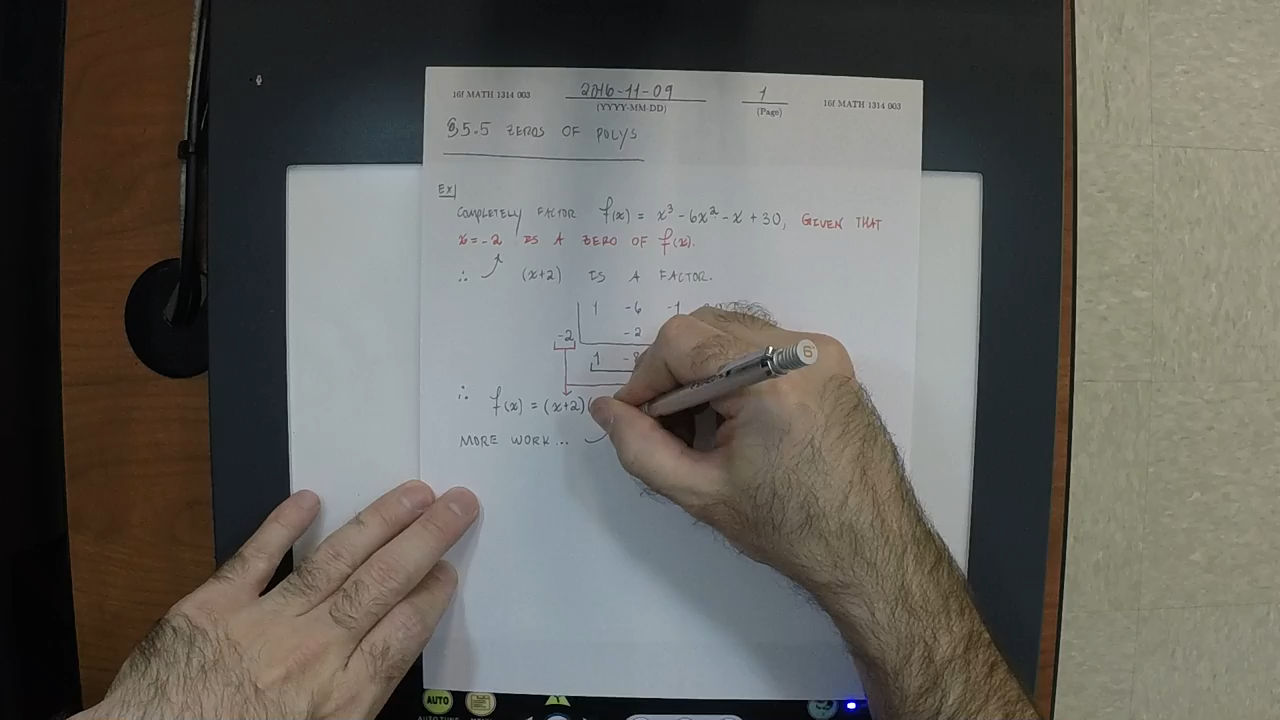 16f MATH 1314 003 2016-11-09 1 16f MATH 1314 003
(YYYY-MM-DD) (Page)
§5.5 ZEROS OF POLYS
Ex
COMPLETELY FACTOR f(x) = x³ - 6x² - x + 30, GIVEN THAT
x = -2 IS A ZERO OF f(x).
∴ (x+2) IS A FACTOR.
1 -6 -1
-2 -2
1 -8
∴ f(x) = (x+2)(
MORE WORK...
6
AUTO